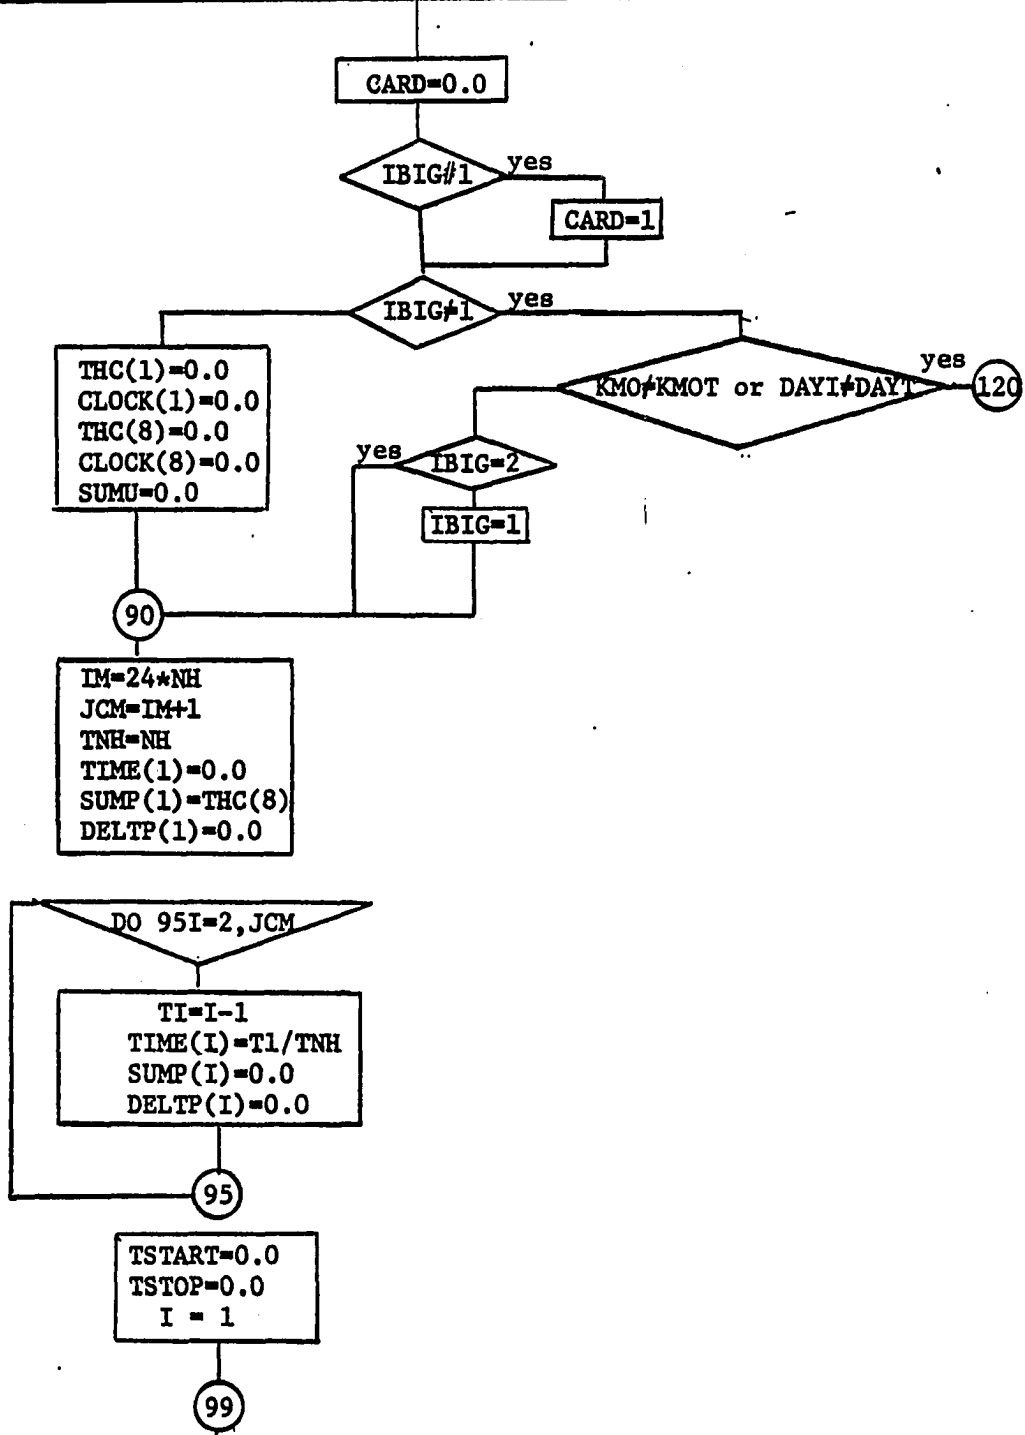 CARD=0.0
IBIG≠1
yes
CARD=1
IBIG≠1
yes
THC(1)=0.0
CLOCK(1)=0.0
THC(8)=0.0
CLOCK(8)=0.0
SUMU=0.0
KMO≠KMOT or DAYI≠DAYT
yes
120
yes
IBIG=2
IBIG=1
90
IM=24*NH
JCM=IM+1
TNH=NH
TIME(1)=0.0
SUMP(1)=THC(8)
DELTP(1)=0.0
DO 95I=2,JCM
TI=I-1
TIME(I)=T1/TNH
SUMP(I)=0.0
DELTP(I)=0.0
95
TSTART=0.0
TSTOP=0.0
I = 1
99